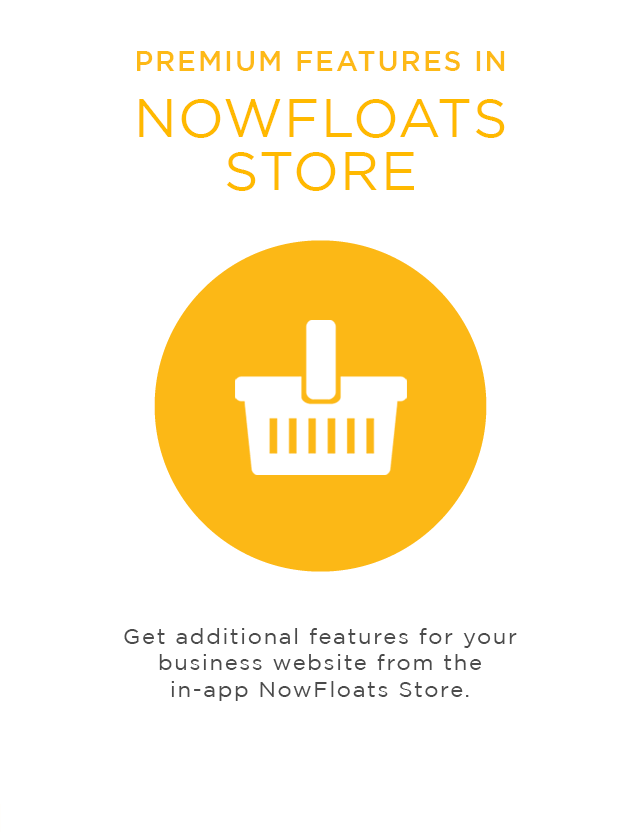 PREMIUM FEATURES IN
NOWFLOATS
STORE
Get additional features for your
business website from the
in-app NowFloats Store.